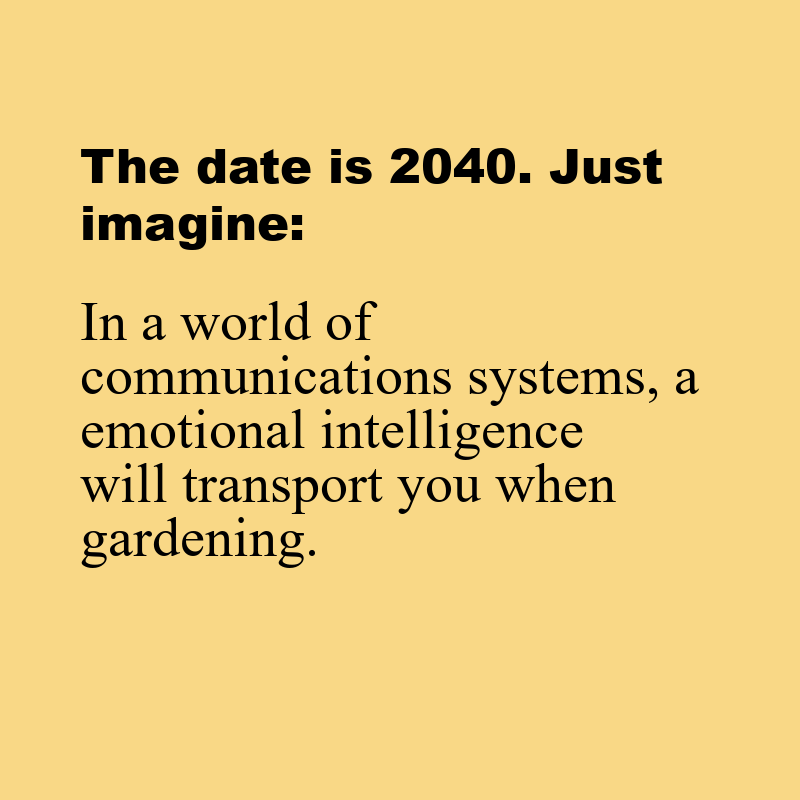 The date is 2040. Just
imagine:
In a world of
communications systems, a
emotional intelligence
will transport you when
gardening.